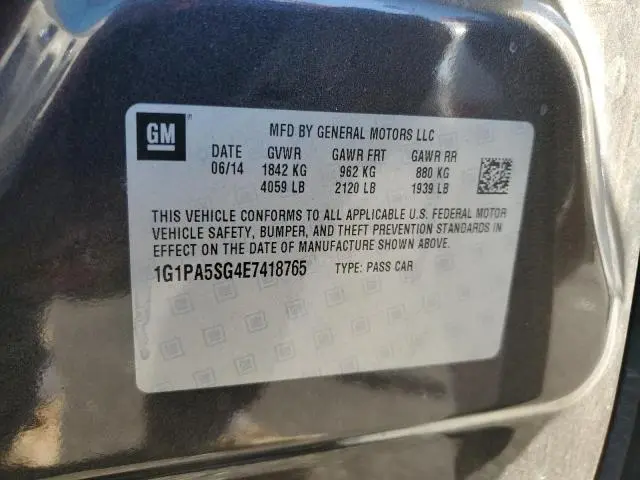 GM
MFD BY GENERAL MOTORS LLC
DATE GVWR GAWR FRT GAWR RR
06/14 1842 KG 962 KG 880 KG
4059 LB 2120 LB 1939 LB
THIS VEHICLE CONFORMS TO ALL APPLICABLE U.S. FEDERAL MOTOR
VEHICLE SAFETY, BUMPER, AND THEFT PREVENTION STANDARDS IN
EFFECT ON THE DATE OF MANUFACTURE SHOWN ABOVE.
1G1PA5SG4E7418765 TYPE: PASS CAR